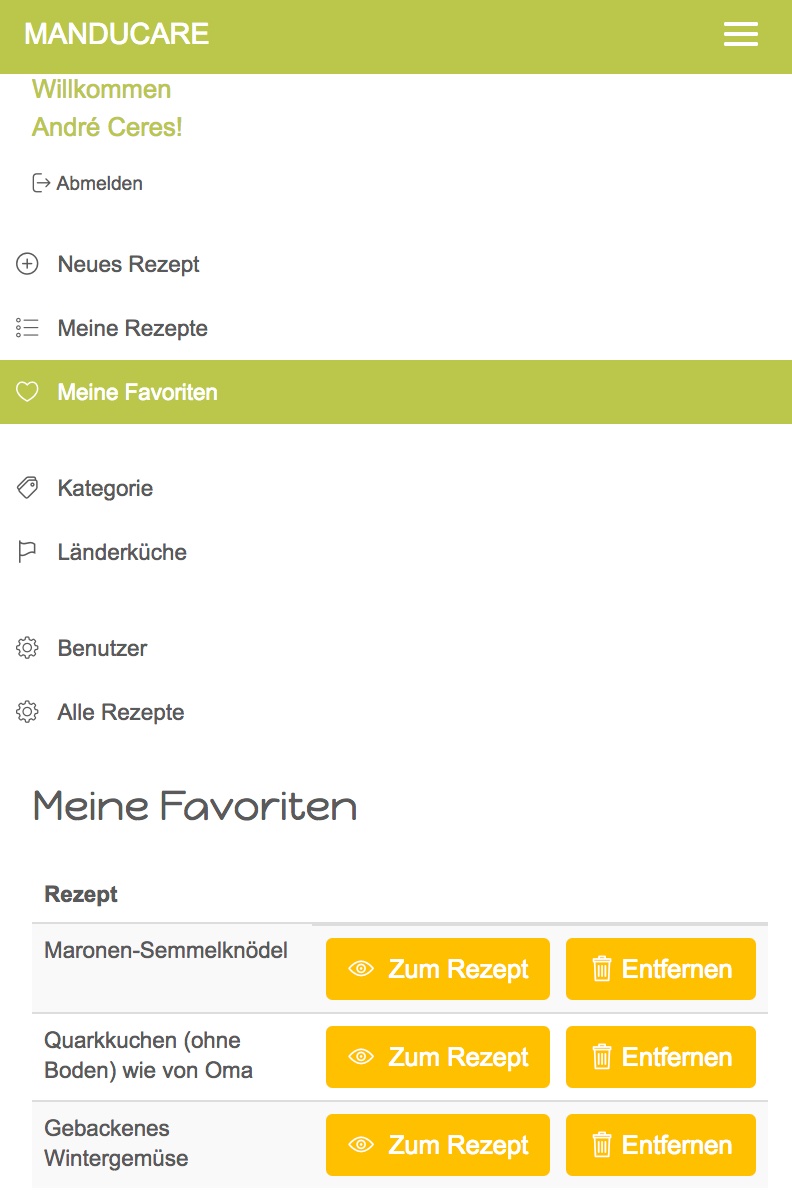 MANDUCARE
Willkommen
André Ceres!
Abmelden
Neues Rezept
Meine Rezepte
Meine Favoriten
Kategorie
Länderküche
Benutzer
Alle Rezepte
Meine Favoriten
Rezept
Maronen-Semmelknödel
Zum Rezept
Entfernen
Quarkkuchen (ohne
Boden) wie von Oma
Zum Rezept
Entfernen
Gebackenes
Wintergemüse
Zum Rezept
Entfernen